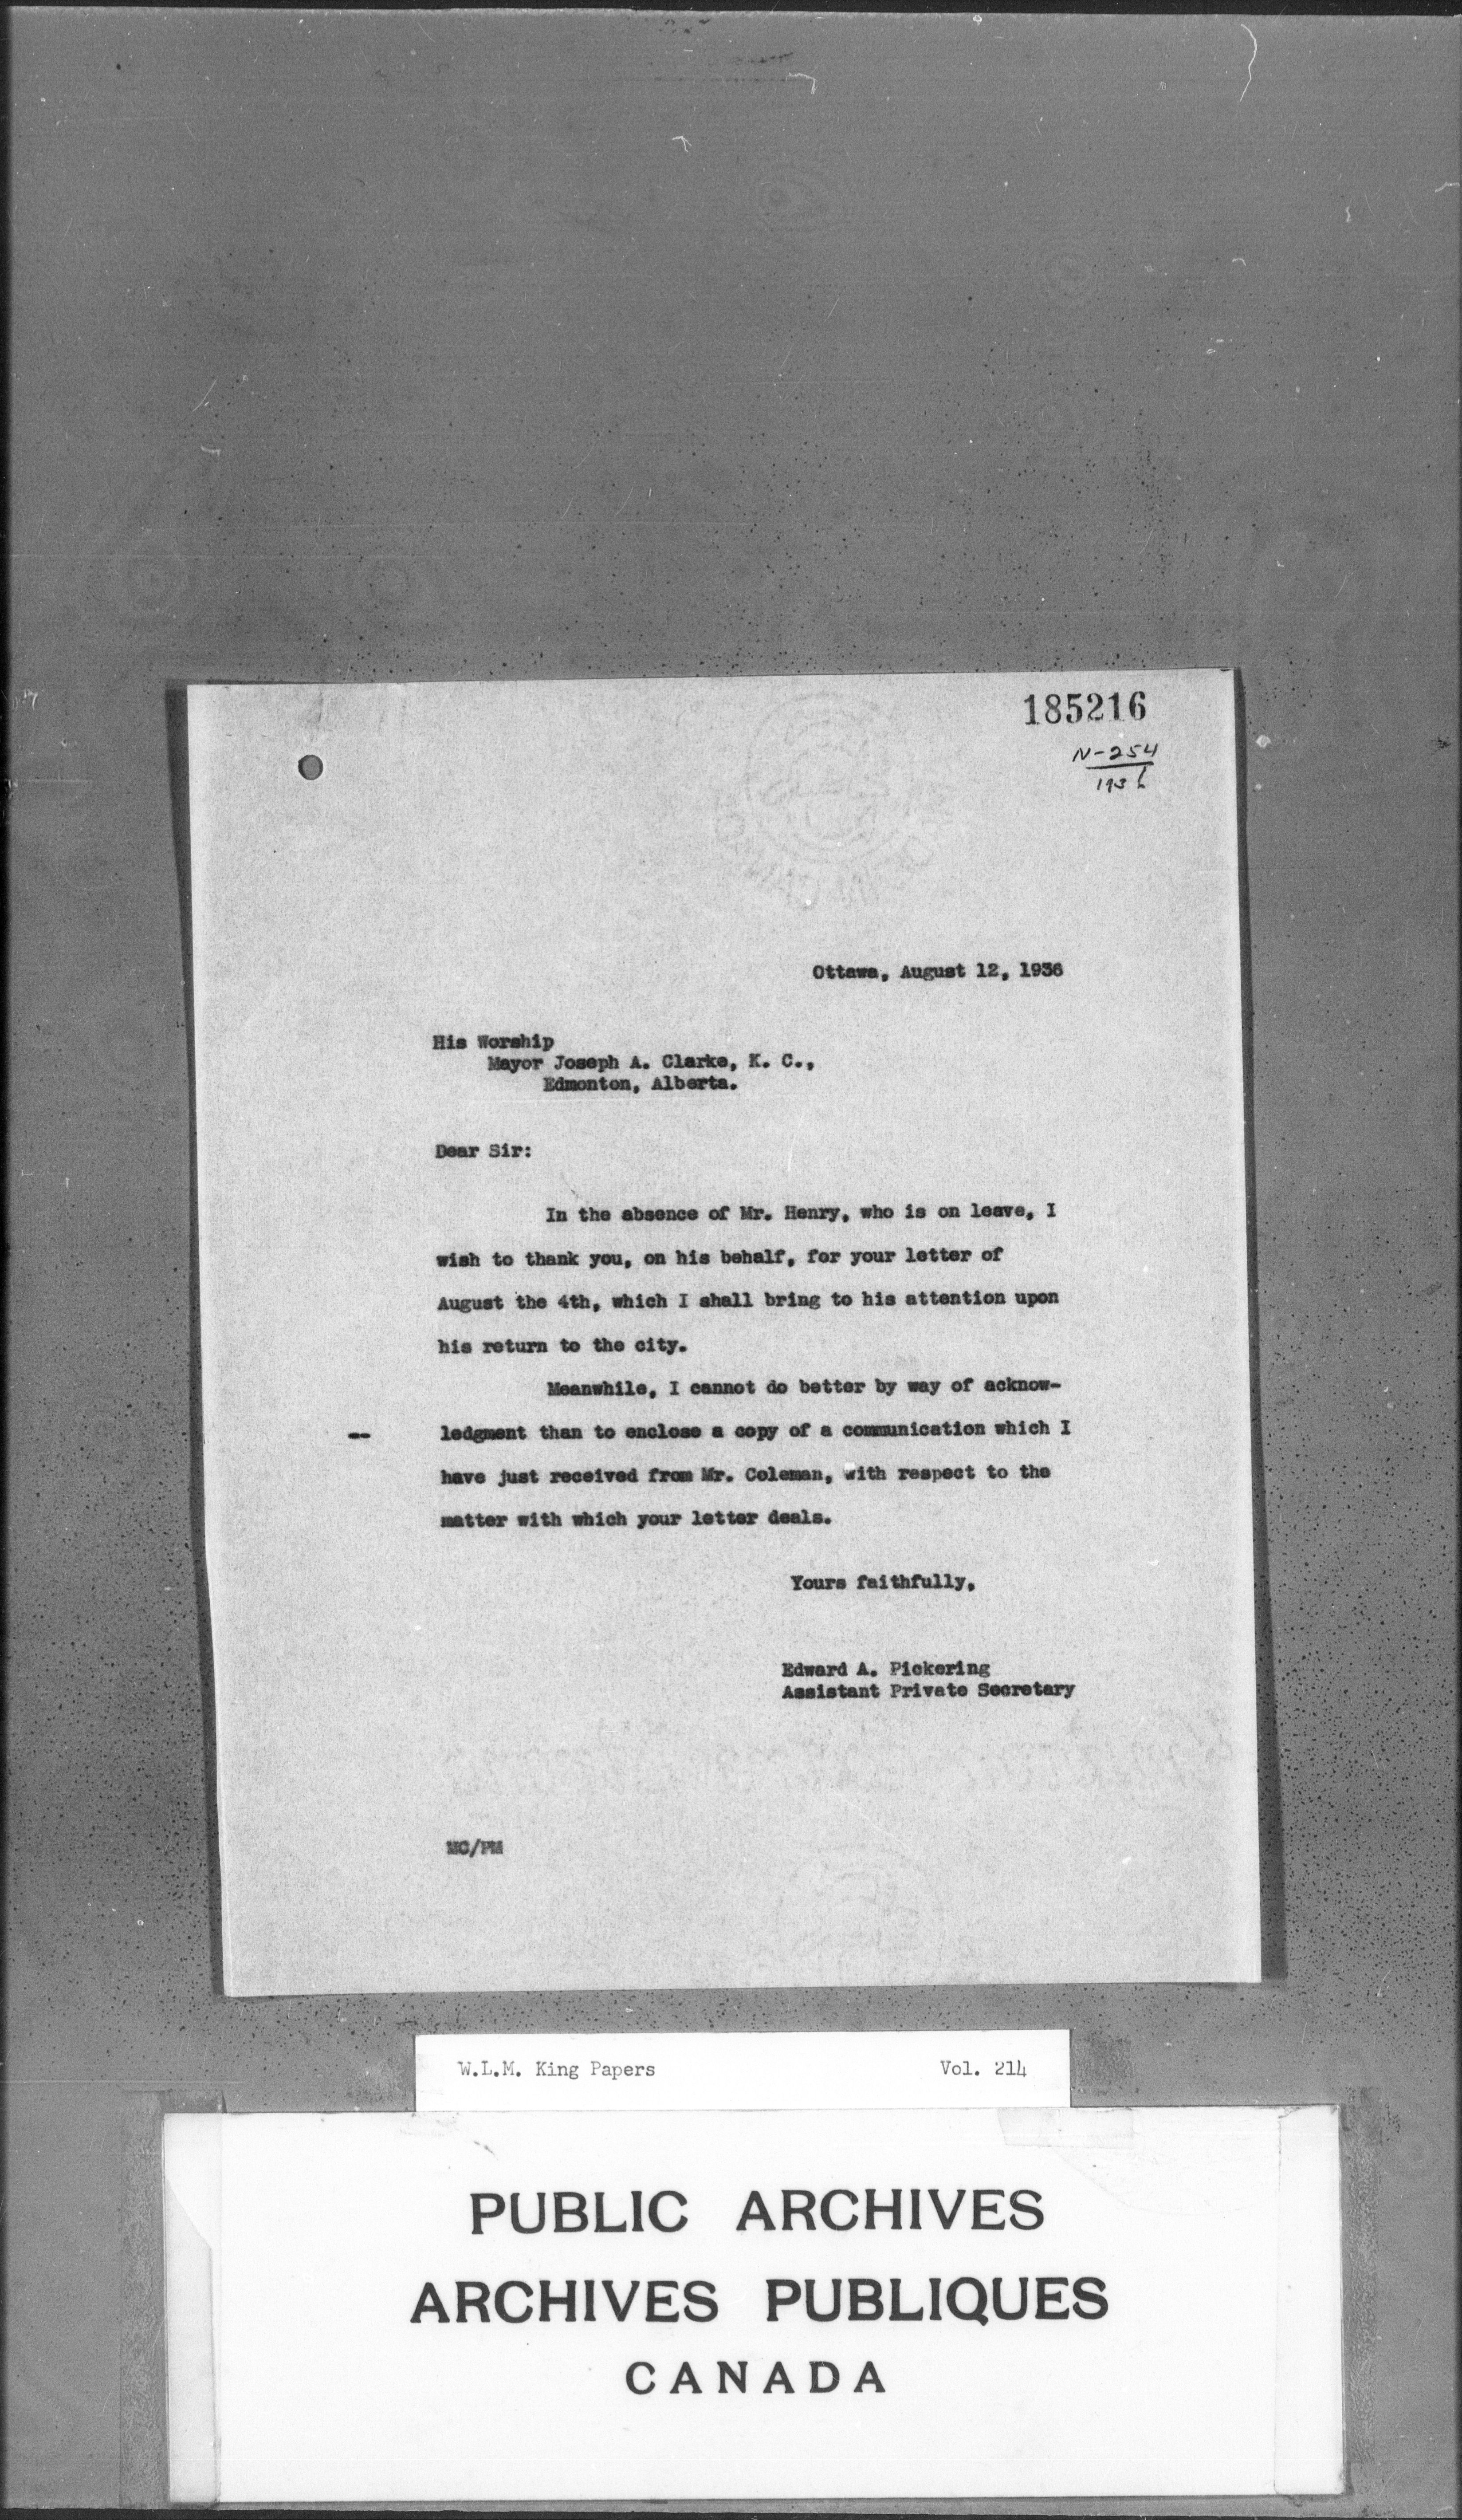 185216
N-254
1936
Ottawa, August 12, 1936
His Worship
Mayor Joseph A. Clarke, K. C.,
Edmonton, Alberta.
Dear Sir:
In the absence of Mr. Henry, who is on leave, I
wish to thank you, on his behalf, for your letter of
August the 4th, which I shall bring to his attention upon
his return to the city.
Meanwhile, I cannot do better by way of acknow-
-- ledgment than to enclose a copy of a communication which I
have just received from Mr. Coleman, with respect to the
matter with which your letter deals.
Yours faithfully,
Edward A. Pickering
Assistant Private Secretary
MC/PM
W.L.M. King Papers Vol. 214
PUBLIC ARCHIVES
ARCHIVES PUBLIQUES
CANADA